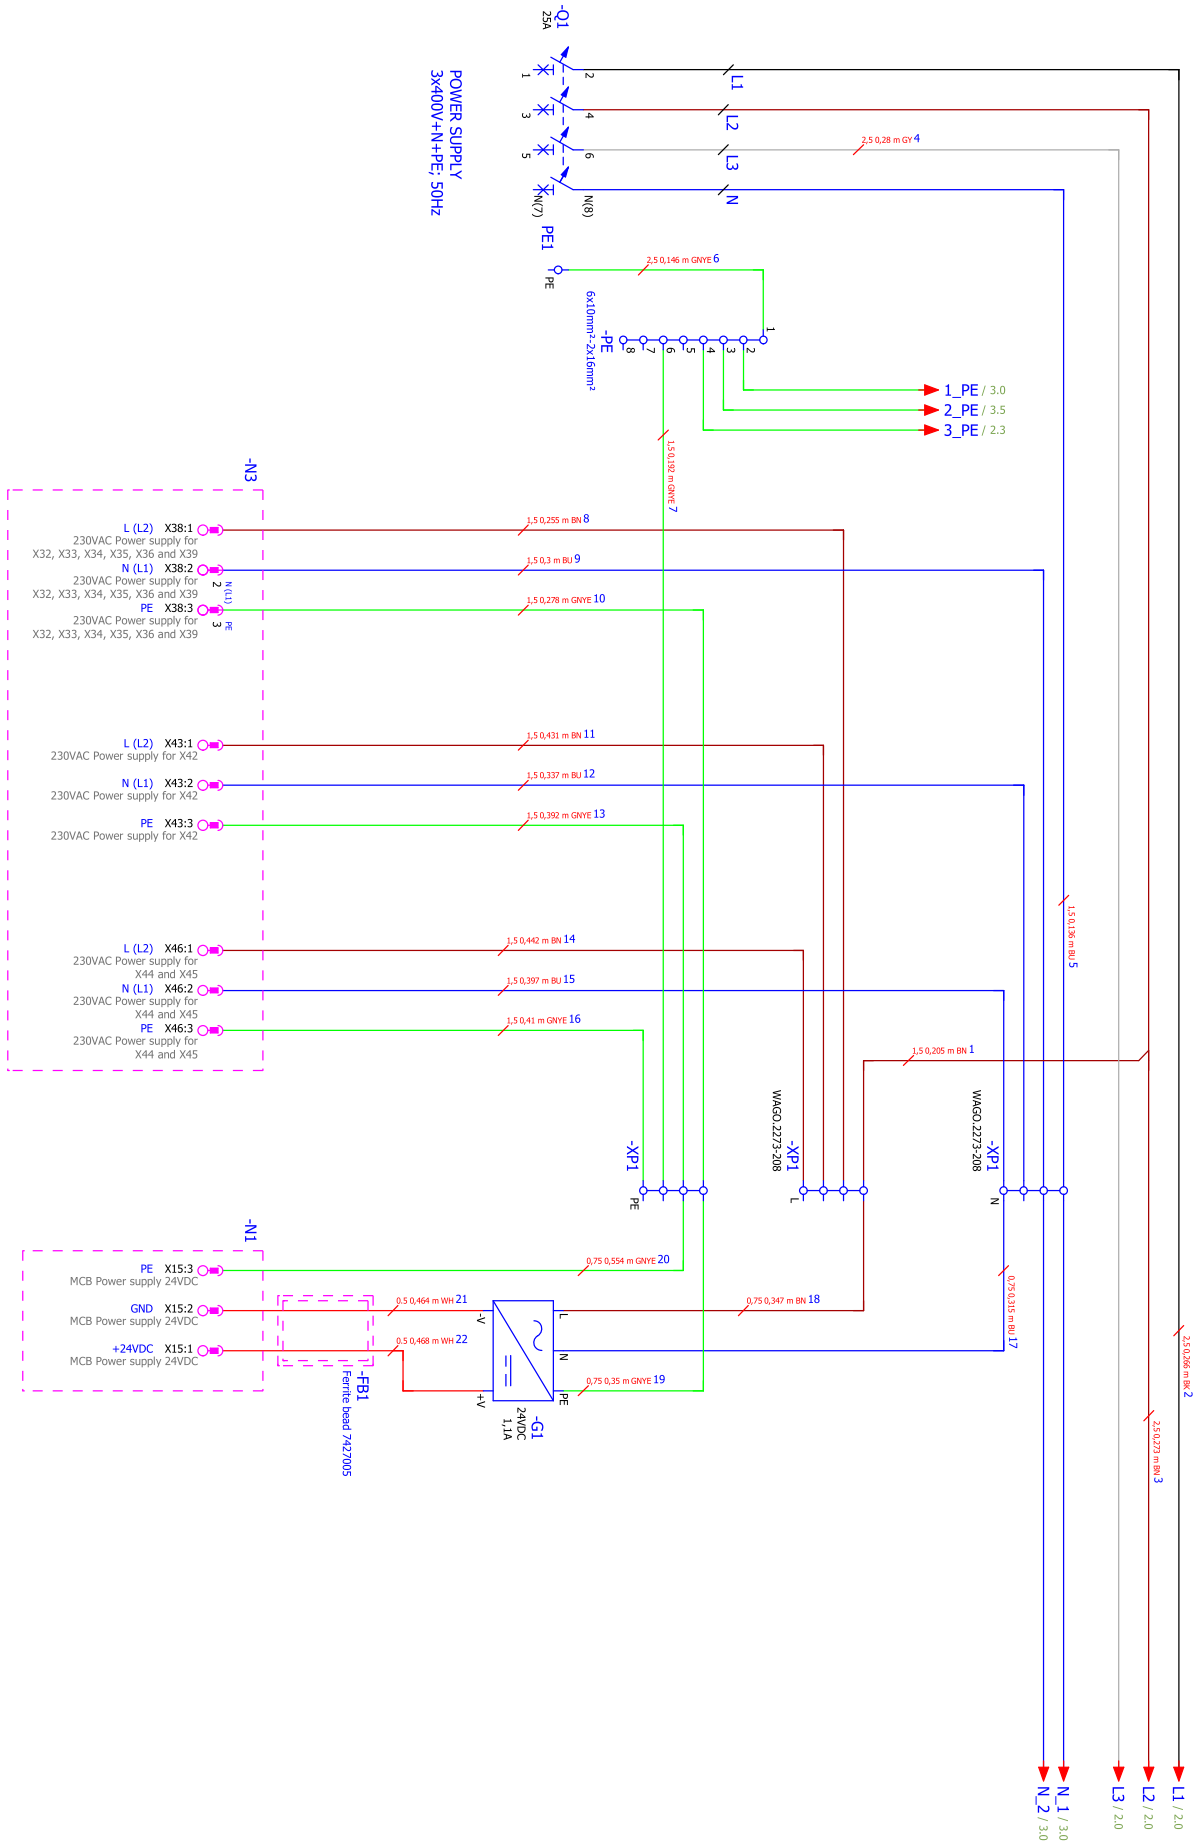 -Q1
25A
1
2
3
4
5
6
N(7)
N(8)
L1
L2
L3
N
2,5 0,28 m GY 4
POWER SUPPLY
3x400V+N+PE; 50Hz
PE1
PE
2,5 0,146 m GNYE 6
-PE
6x10mm²-2x16mm²
8
7
6
5
4
3
2
1
1_PE / 3.0
2_PE / 3.5
3_PE / 2.3
1,5 0,192 m GNYE 7
-N3
L (L2) X38:1
230VAC Power supply for
X32, X33, X34, X35, X36 and X39
N (L1) X38:2
230VAC Power supply for
X32, X33, X34, X35, X36 and X39
PE X38:3
230VAC Power supply for
X32, X33, X34, X35, X36 and X39
2
N (L1)
3
PE
1,5 0,255 m BN 8
1,5 0,3 m BU 9
1,5 0,278 m GNYE 10
L (L2) X43:1
230VAC Power supply for X42
N (L1) X43:2
230VAC Power supply for X42
PE X43:3
230VAC Power supply for X42
1,5 0,431 m BN 11
1,5 0,337 m BU 12
1,5 0,392 m GNYE 13
L (L2) X46:1
230VAC Power supply for
X44 and X45
N (L1) X46:2
230VAC Power supply for
X44 and X45
PE X46:3
230VAC Power supply for
X44 and X45
1,5 0,442 m BN 14
1,5 0,397 m BU 15
1,5 0,41 m GNYE 16
1,5 0,136 m BU 5
1,5 0,205 m BN 1
-XP1
PE
-XP1
WAGO.2273-208
L
-XP1
WAGO.2273-208
N
-N1
PE X15:3
MCB Power supply 24VDC
GND X15:2
MCB Power supply 24VDC
+24VDC X15:1
MCB Power supply 24VDC
0,75 0,554 m GNYE 20
0.5 0,464 m WH 21
0.5 0,468 m WH 22
0,75 0,347 m BN 18
0,75 0,315 m BU 17
0,75 0,35 m GNYE 19
-FB1
Ferrite bead 7427005
-V
+V
L
N
PE
-G1
24VDC
1,1A
2,5 0,266 m BK 2
2,5 0,273 m BN 3
N_2 / 3.0
N_1 / 3.0
L3 / 2.0
L2 / 2.0
L1 / 2.0